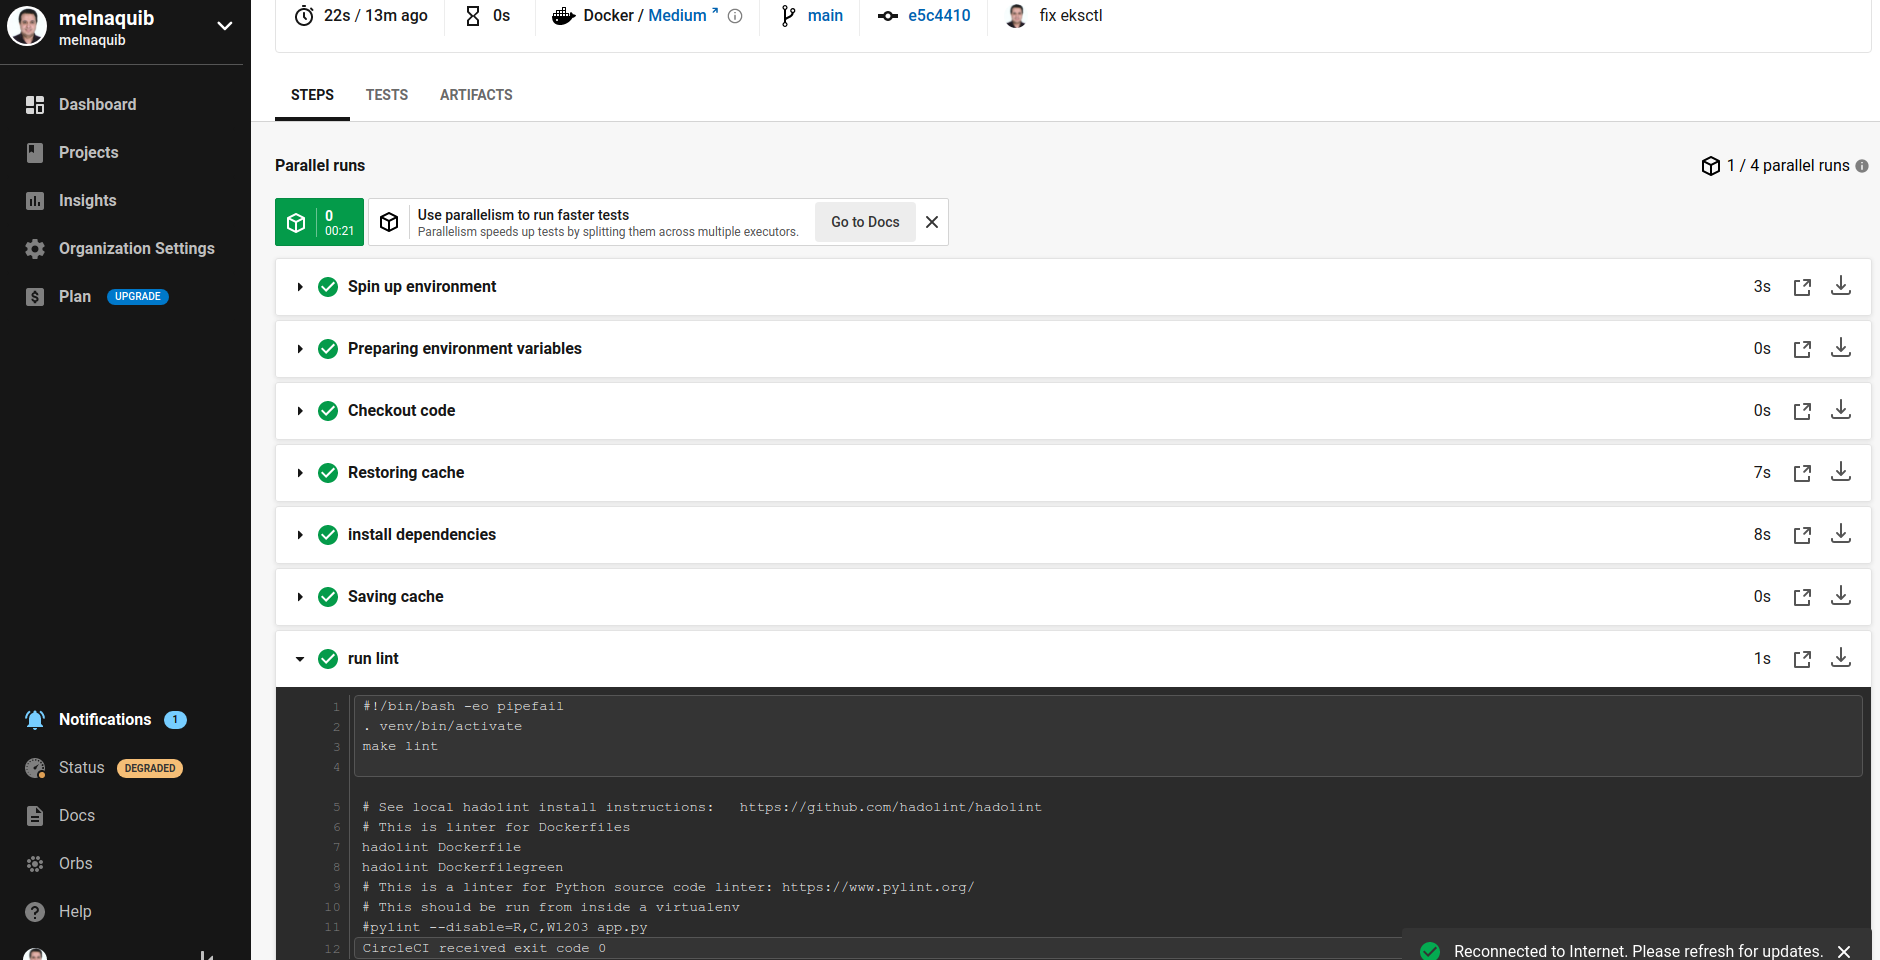 melnaquib
melnaquib
Dashboard
Projects
Insights
Organization Settings
Plan UPGRADE
Notifications 1
Status DEGRADED
Docs
Orbs
Help
22s / 13m ago 0s Docker / Medium main e5c4410 fix eksctl
STEPS TESTS ARTIFACTS
Parallel runs 1 / 4 parallel runs
0
00:21
Use parallelism to run faster tests
Parallelism speeds up tests by splitting them across multiple executors.
Go to Docs
Spin up environment 3s
Preparing environment variables 0s
Checkout code 0s
Restoring cache 7s
install dependencies 8s
Saving cache 0s
run lint 1s
1 #!/bin/bash -eo pipefail
2 . venv/bin/activate
3 make lint
4
5 # See local hadolint install instructions:   https://github.com/hadolint/hadolint
6 # This is linter for Dockerfiles
7 hadolint Dockerfile
8 hadolint Dockerfilegreen
9 # This is a linter for Python source code linter: https://www.pylint.org/
10 # This should be run from inside a virtualenv
11 #pylint --disable=R,C,W1203 app.py
12 CircleCI received exit code 0
Reconnected to Internet. Please refresh for updates.